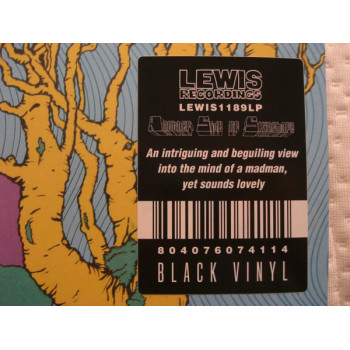 LEWIS
RECORDINGS
LEWIS1189LP
An intriguing and beguiling view
into the mind of a madman,
yet sounds lovely
804076074114
BLACK VINYL